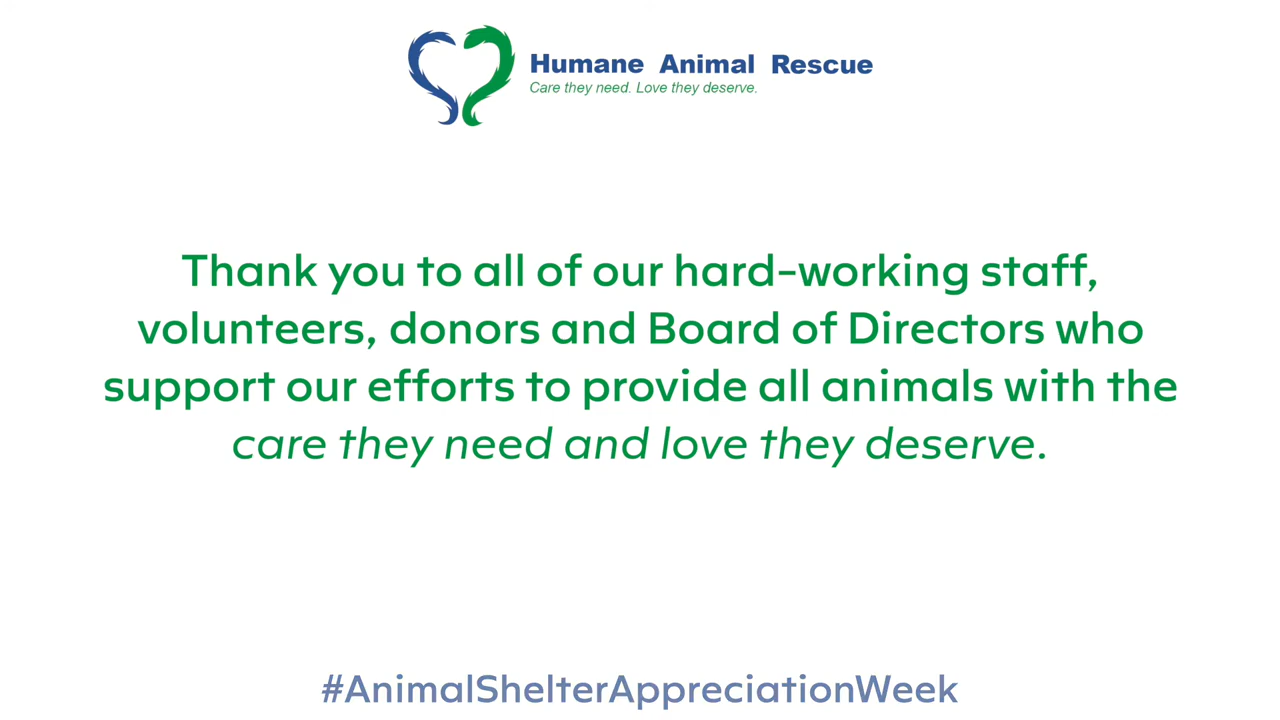 Humane Animal Rescue
Care they need. Love they deserve.
Thank you to all of our hard-working staff,
volunteers, donors and Board of Directors who
support our efforts to provide all animals with the
care they need and love they deserve.
#AnimalShelterAppreciationWeek